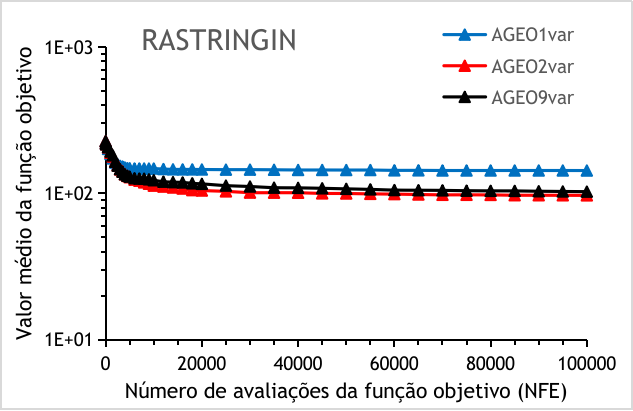 RASTRINGIN
AGEO1var
AGEO2var
AGEO9var
Valor médio da função objetivo
1E+03
1E+02
1E+01
0 20000 40000 60000 80000 100000
Número de avaliações da função objetivo (NFE)